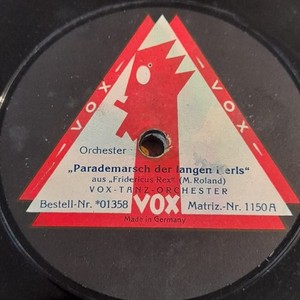 VOX
VOX
Orchester
„Parademarsch der langen Kerls"
aus „Fridericus Rex" (M. Roland)
VOX-TANZ-ORCHESTER
Bestell-Nr. *01358 VOX Matriz.-Nr. 1150 A
Made in Germany